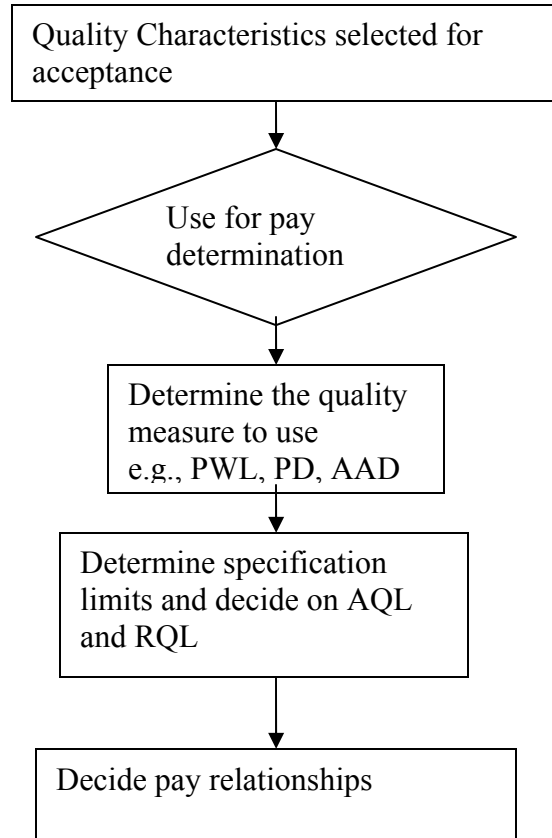 Quality Characteristics selected for
acceptance
Use for pay
determination
Determine the quality
measure to use
e.g., PWL, PD, AAD
Determine specification
limits and decide on AQL
and RQL
Decide pay relationships